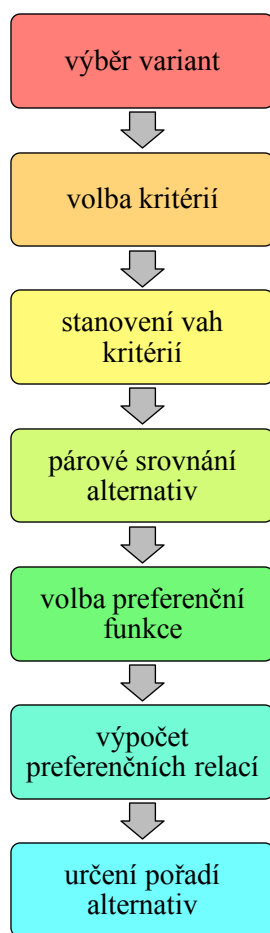 výběr variant
volba kritérií
stanovení vah
kritérií
párové srovnání
alternativ
volba preferenční
funkce
výpočet
preferenčních relací
určení pořadí
alternativ